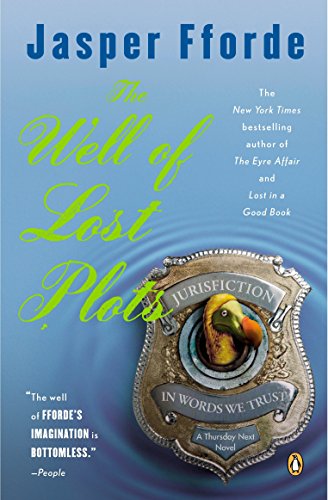 Jasper Fforde
The
Well of
Lost
Plots
The
New York Times
bestselling
author of
The Eyre Affair
and
Lost in a
Good Book
JURISFICTION
IN WORDS WE TRUST
A Thursday Next
Novel
"The well
of FFORDE'S
IMAGINATION is
BOTTOMLESS."
—People